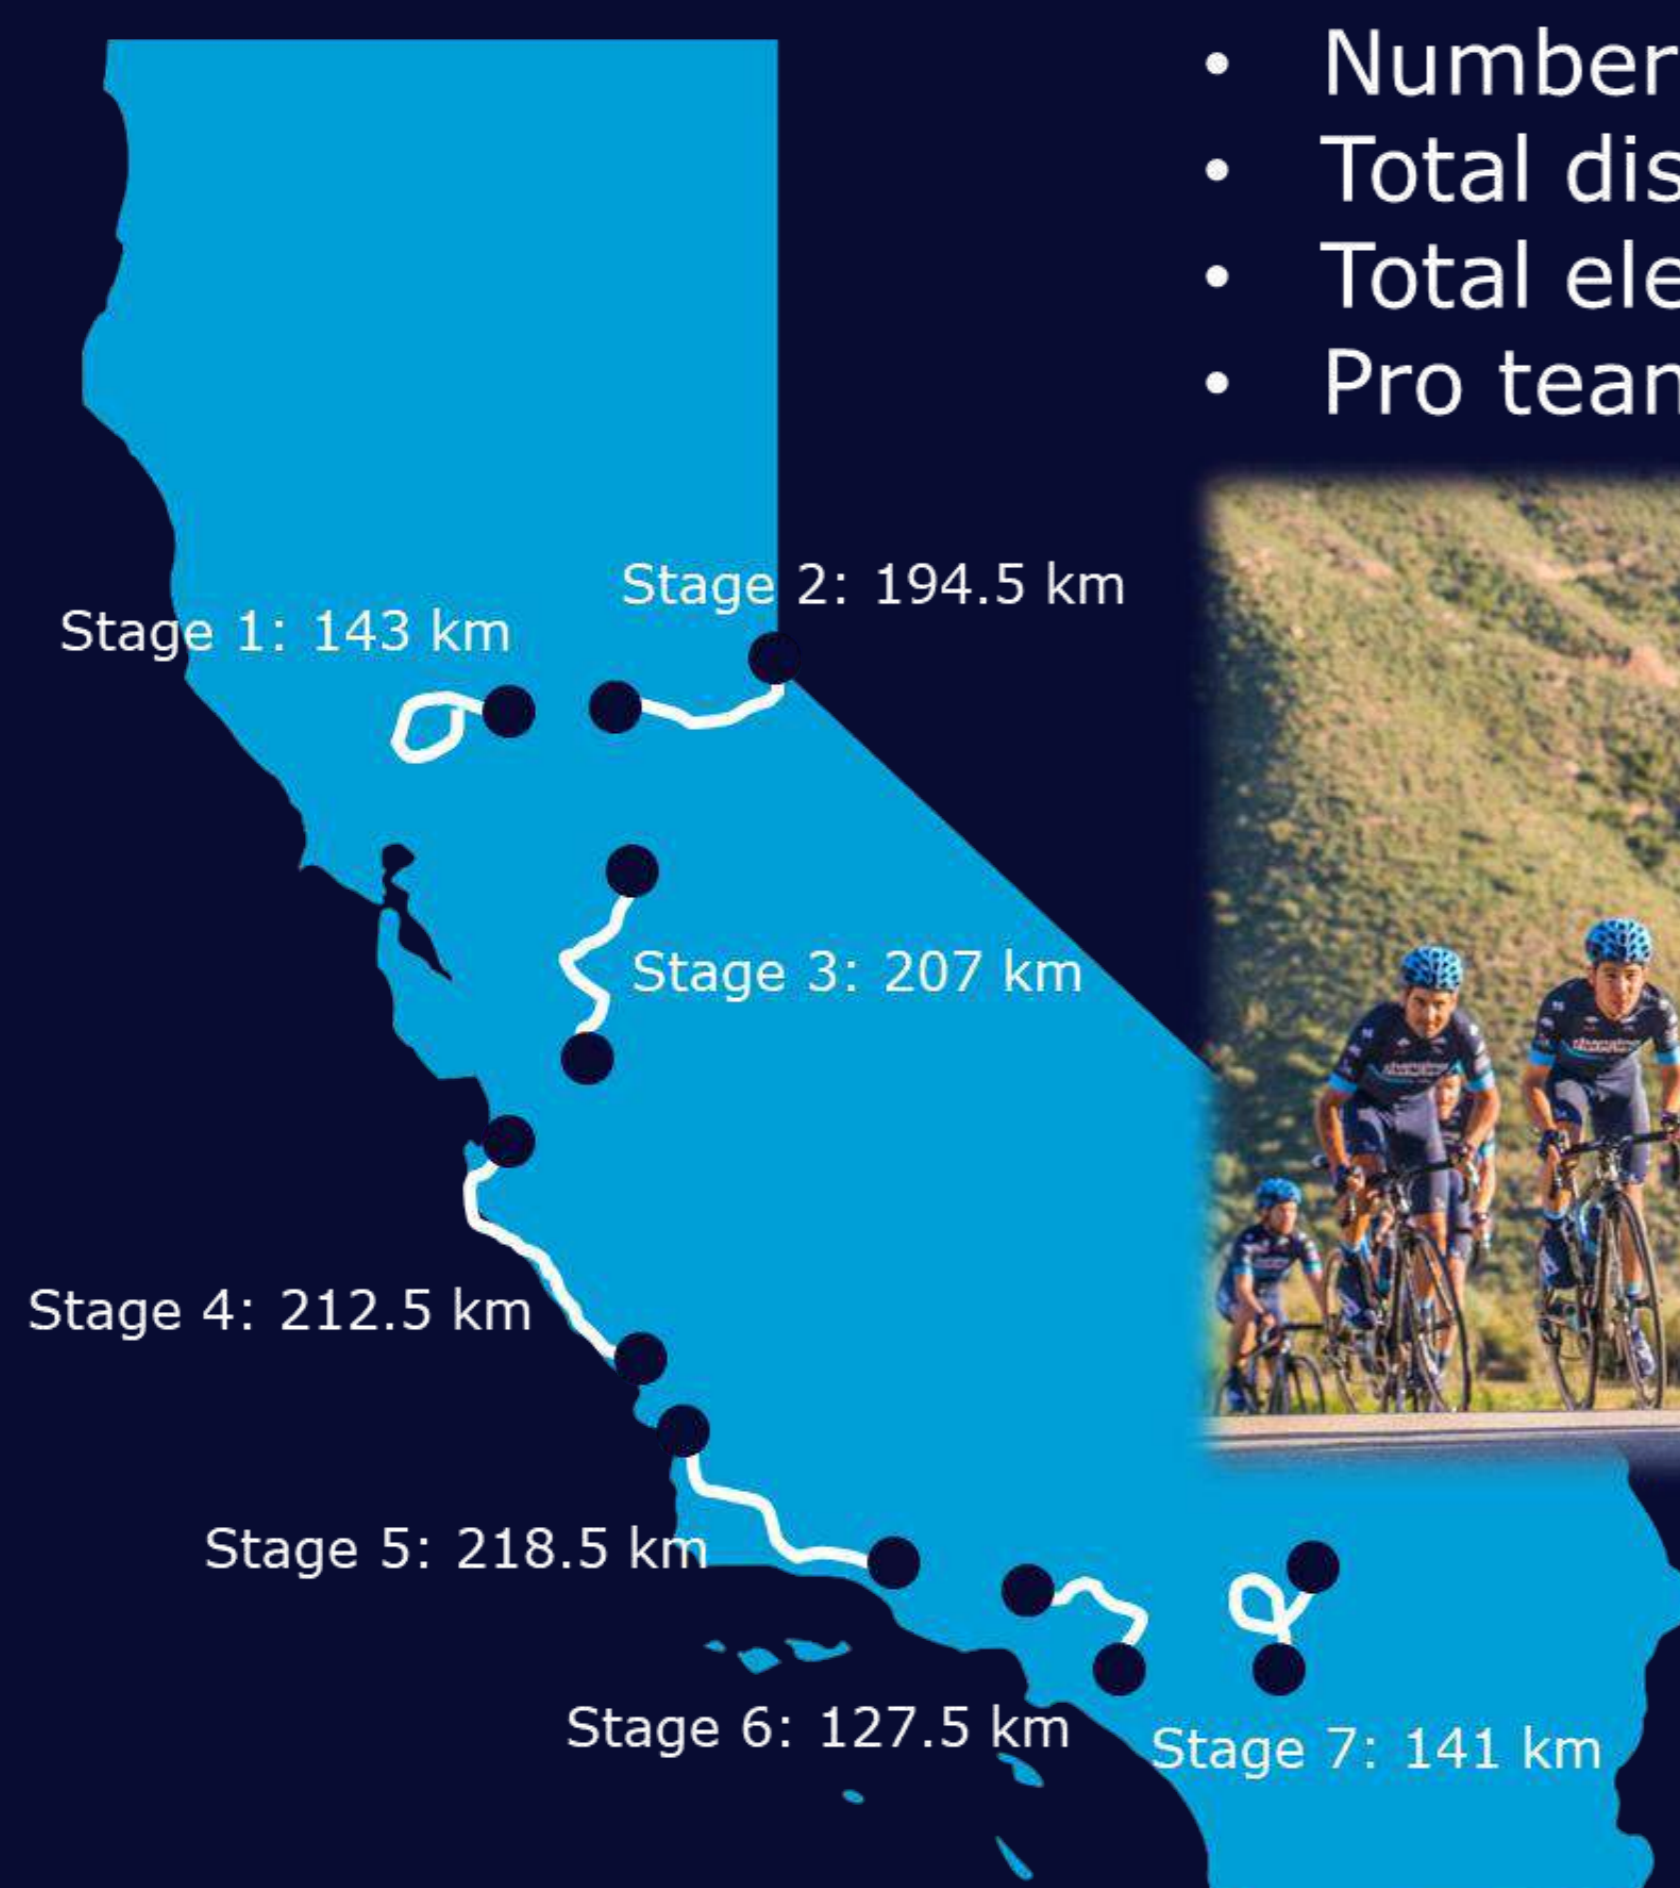 • Number
• Total dis
• Total ele
• Pro tean
Stage 2: 194.5 km
Stage 1: 143 km
Stage 3: 207 km
Stage 4: 212.5 km
Stage 5: 218.5 km
Stage 6: 127.5 km
Stage 7: 141 km